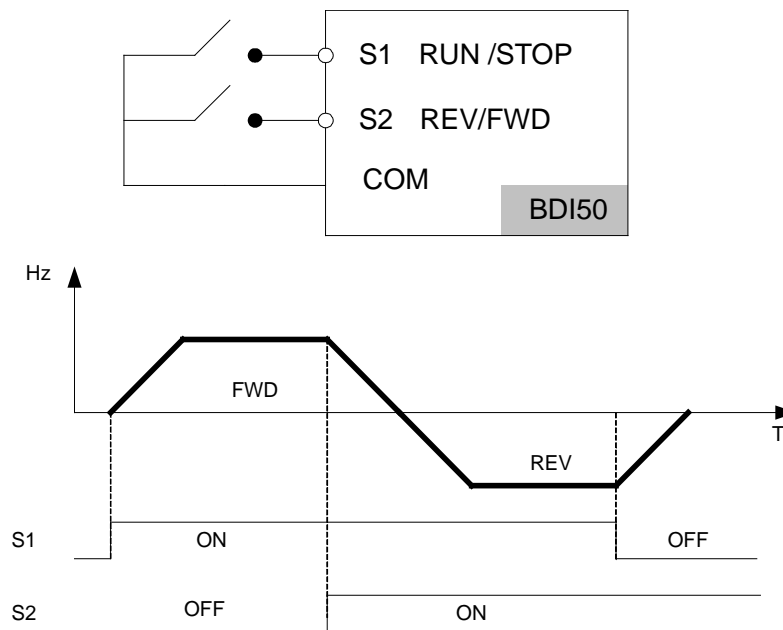 S1 RUN /STOP
S2 REV/FWD
COM
BDI50
Hz
FWD
T
REV
S1 ON OFF
S2 OFF ON